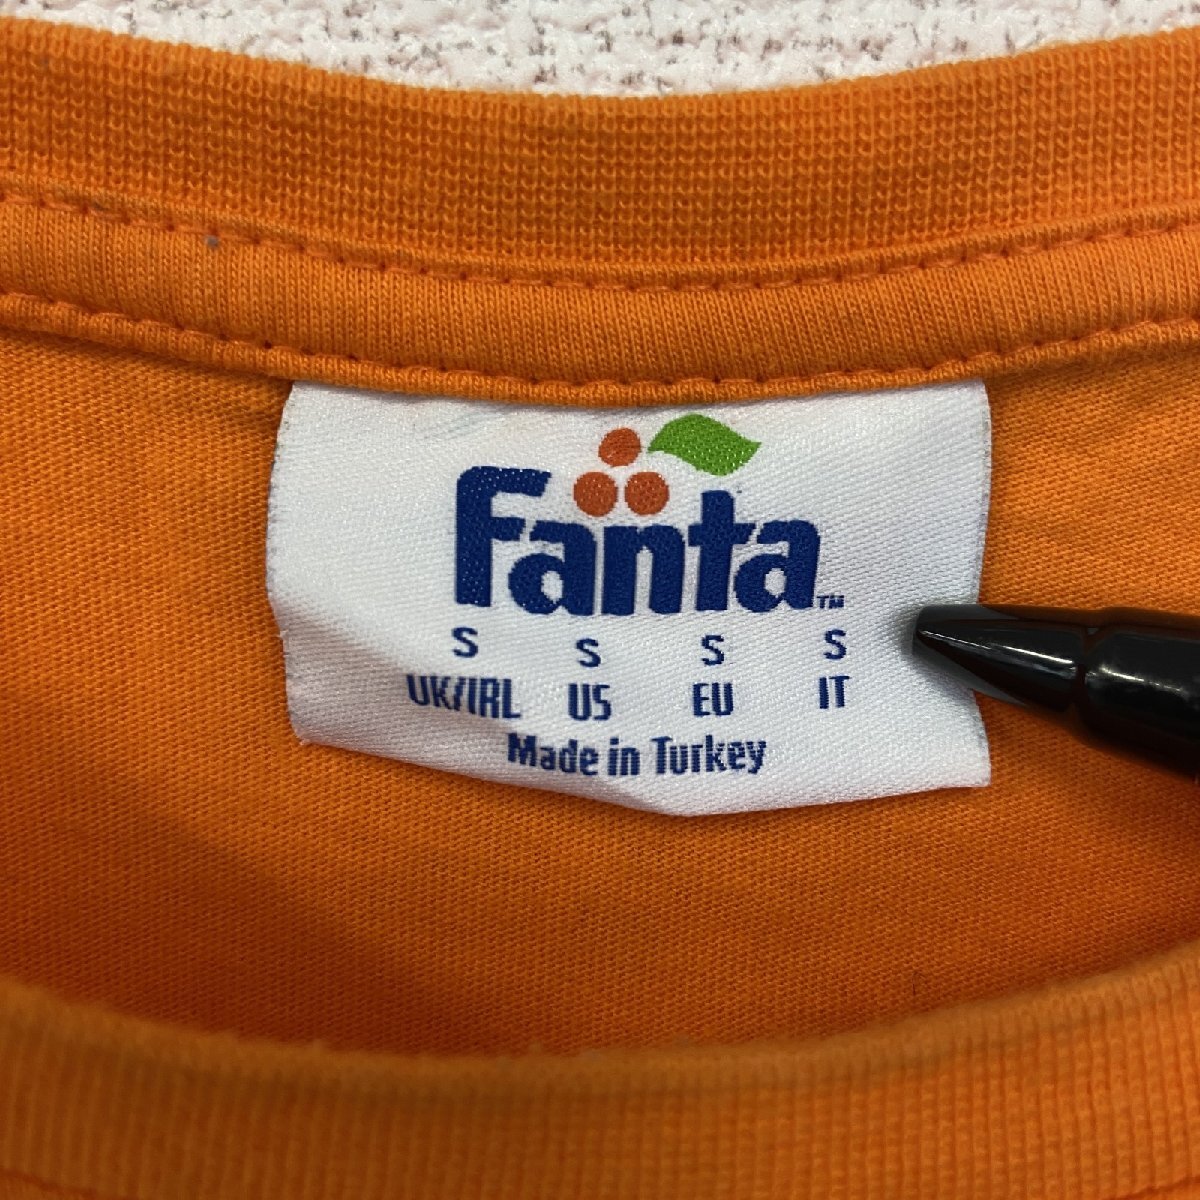 Fanta™
S S S S
UK/IRL US EU IT
Made in Turkey